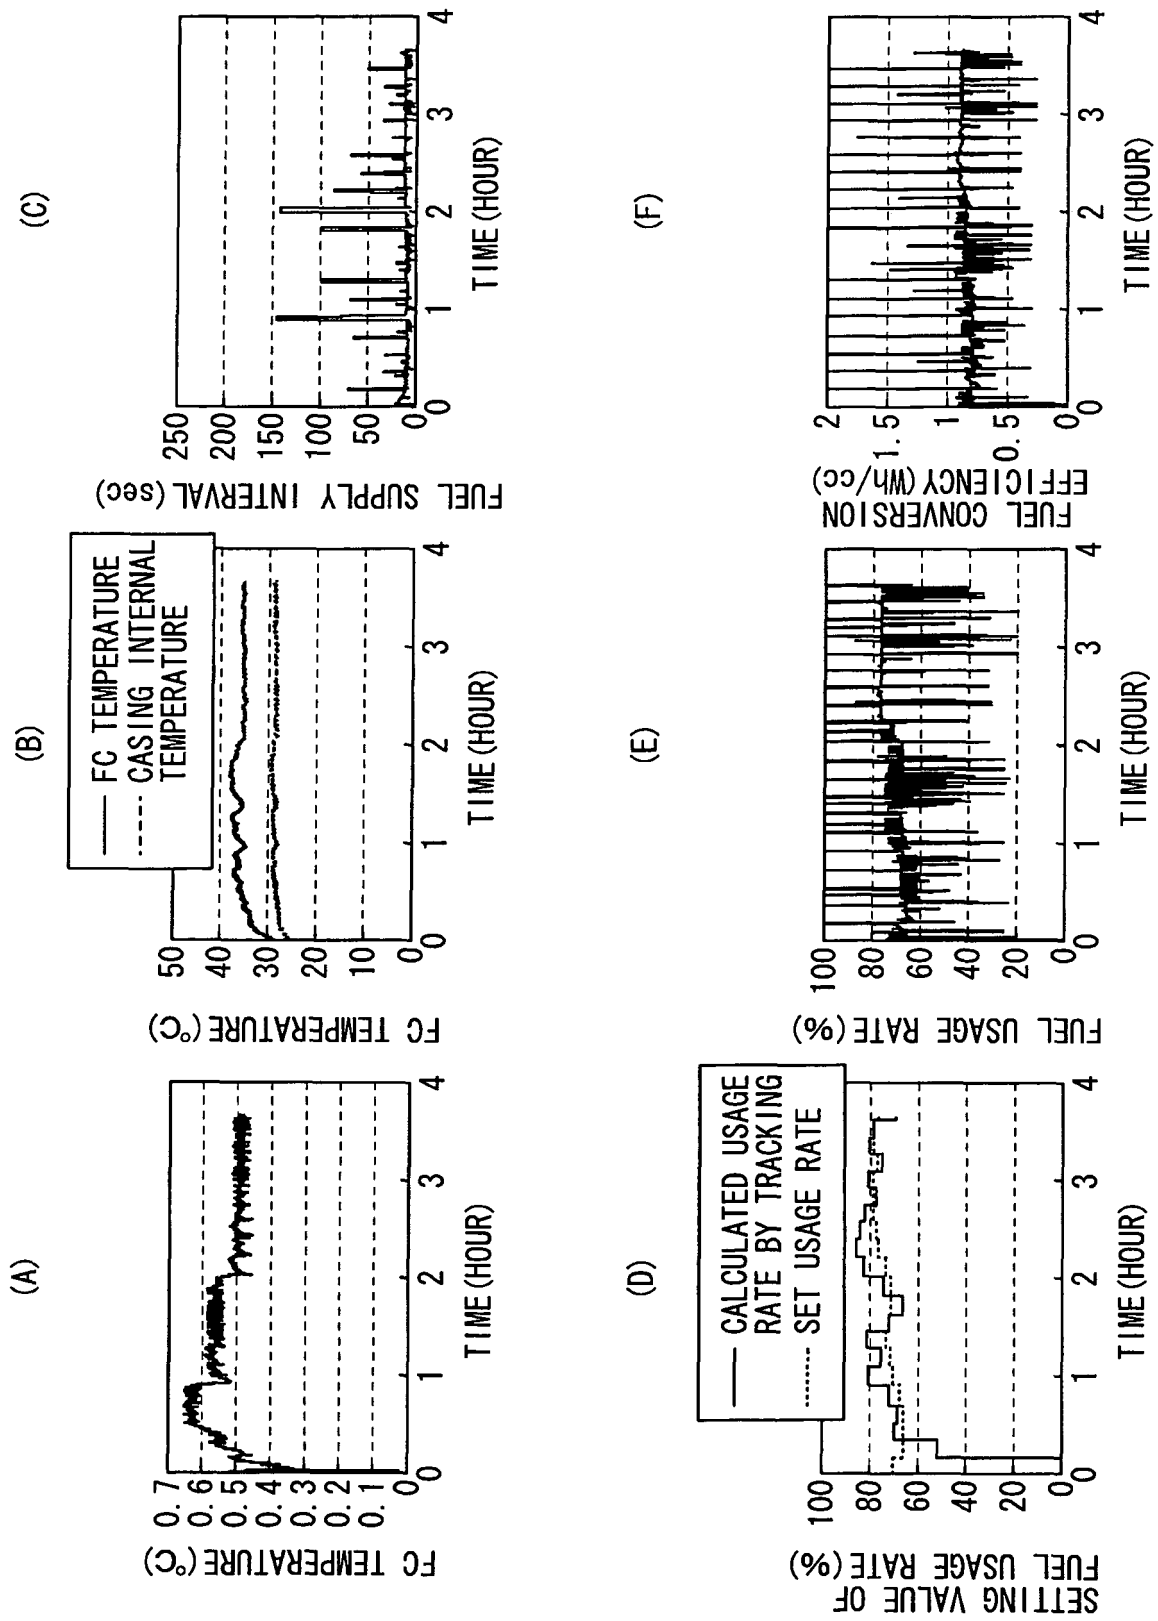 (A)
FC TEMPERATURE (°C)
0.7
0.6
0.5
0.4
0.3
0.2
0.1
0
0 1 2 3 4
TIME (HOUR)
(B)
FC TEMPERATURE
CASING INTERNAL
TEMPERATURE
FC TEMPERATURE (°C)
50
40
30
20
10
0
0 1 2 3 4
TIME (HOUR)
(C)
FUEL SUPPLY INTERVAL (sec)
250
200
150
100
50
0
0 1 2 3 4
TIME (HOUR)
(D)
CALCULATED USAGE
RATE BY TRACKING
SET USAGE RATE
SETTING VALUE OF
FUEL USAGE RATE (%)
100
80
60
40
20
0
0 1 2 3 4
TIME (HOUR)
(E)
FUEL USAGE RATE (%)
100
80
60
40
20
0
0 1 2 3 4
TIME (HOUR)
(F)
FUEL CONVERSION
EFFICIENCY (Wh/cc)
2
1.5
1
0.5
0
0 1 2 3 4
TIME (HOUR)